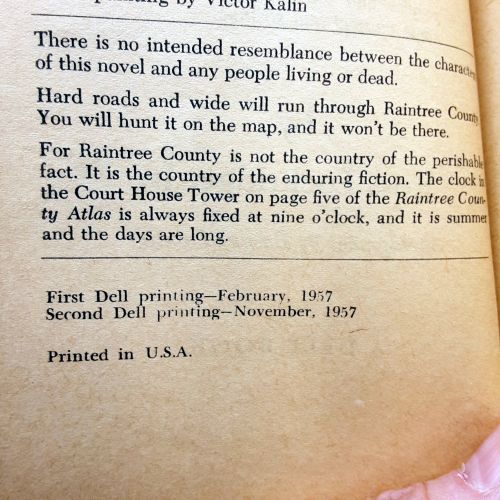 by Victor Kalin
There is no intended resemblance between the characters
of this novel and any people living or dead.
Hard roads and wide will run through Raintree County.
You will hunt it on the map, and it won't be there.
For Raintree County is not the country of the perishable
fact. It is the country of the enduring fiction. The clock in
the Court House Tower on page five of the Raintree Coun-
ty Atlas is always fixed at nine o'clock, and it is summer
and the days are long.
First Dell printing—February, 1957
Second Dell printing—November, 1957
Printed in U.S.A.